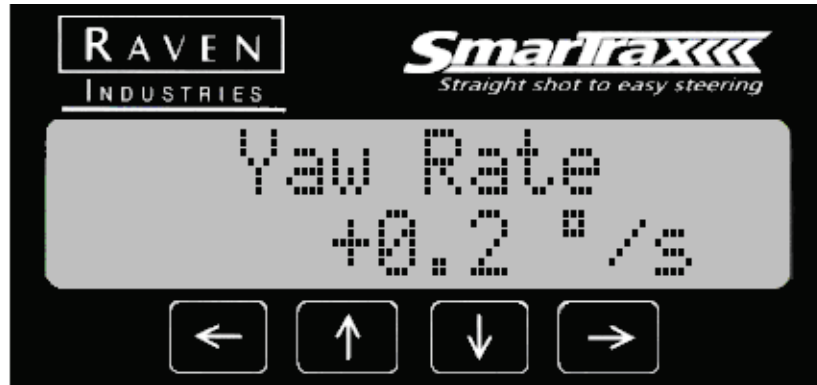 RAVEN
INDUSTRIES
SmarTrax
Straight shot to easy steering
Yaw Rate
+0.2 °/s